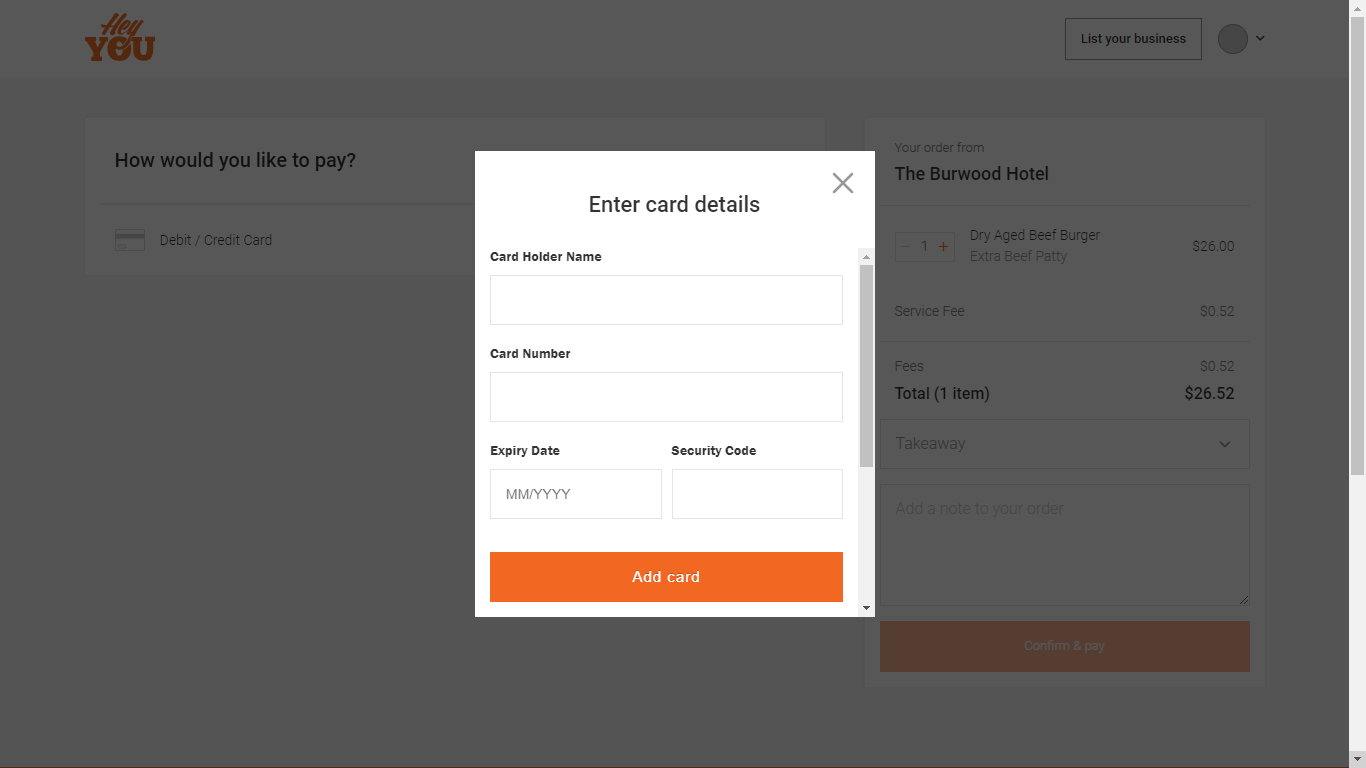 Hey
YOU
List your business
How would you like to pay?
Debit / Credit Card
Enter card details
Card Holder Name
Card Number
Expiry Date
Security Code
MM/YYYY
Add card
Your order from
The Burwood Hotel
− 1 + Dry Aged Beef Burger $26.00
Extra Beef Patty
Service Fee $0.52
Fees $0.52
Total (1 item) $26.52
Takeaway
Add a note to your order
Confirm & pay